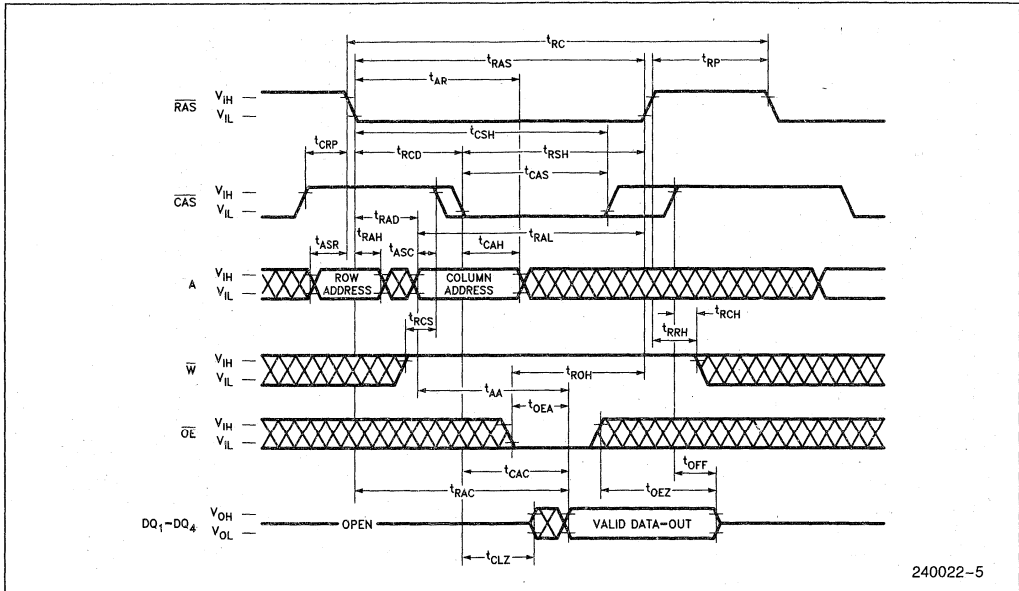 tRC
tRAS
tRP
tAR
RAS
VIH
VIL
tCSH
tCRP
tRCD
tRSH
tCAS
CAS
VIH
VIL
tRAD
tRAL
tASR
tRAH
tASC
tCAH
A
VIH
VIL
ROW ADDRESS
COLUMN ADDRESS
tRCS
tRCH
tRRH
W
VIH
VIL
tROH
tAA
tOEA
OE
VIH
VIL
tCAC
tOFF
tRAC
tOEZ
DQ1-DQ4
VOH
VOL
OPEN
VALID DATA-OUT
tCLZ
240022-5